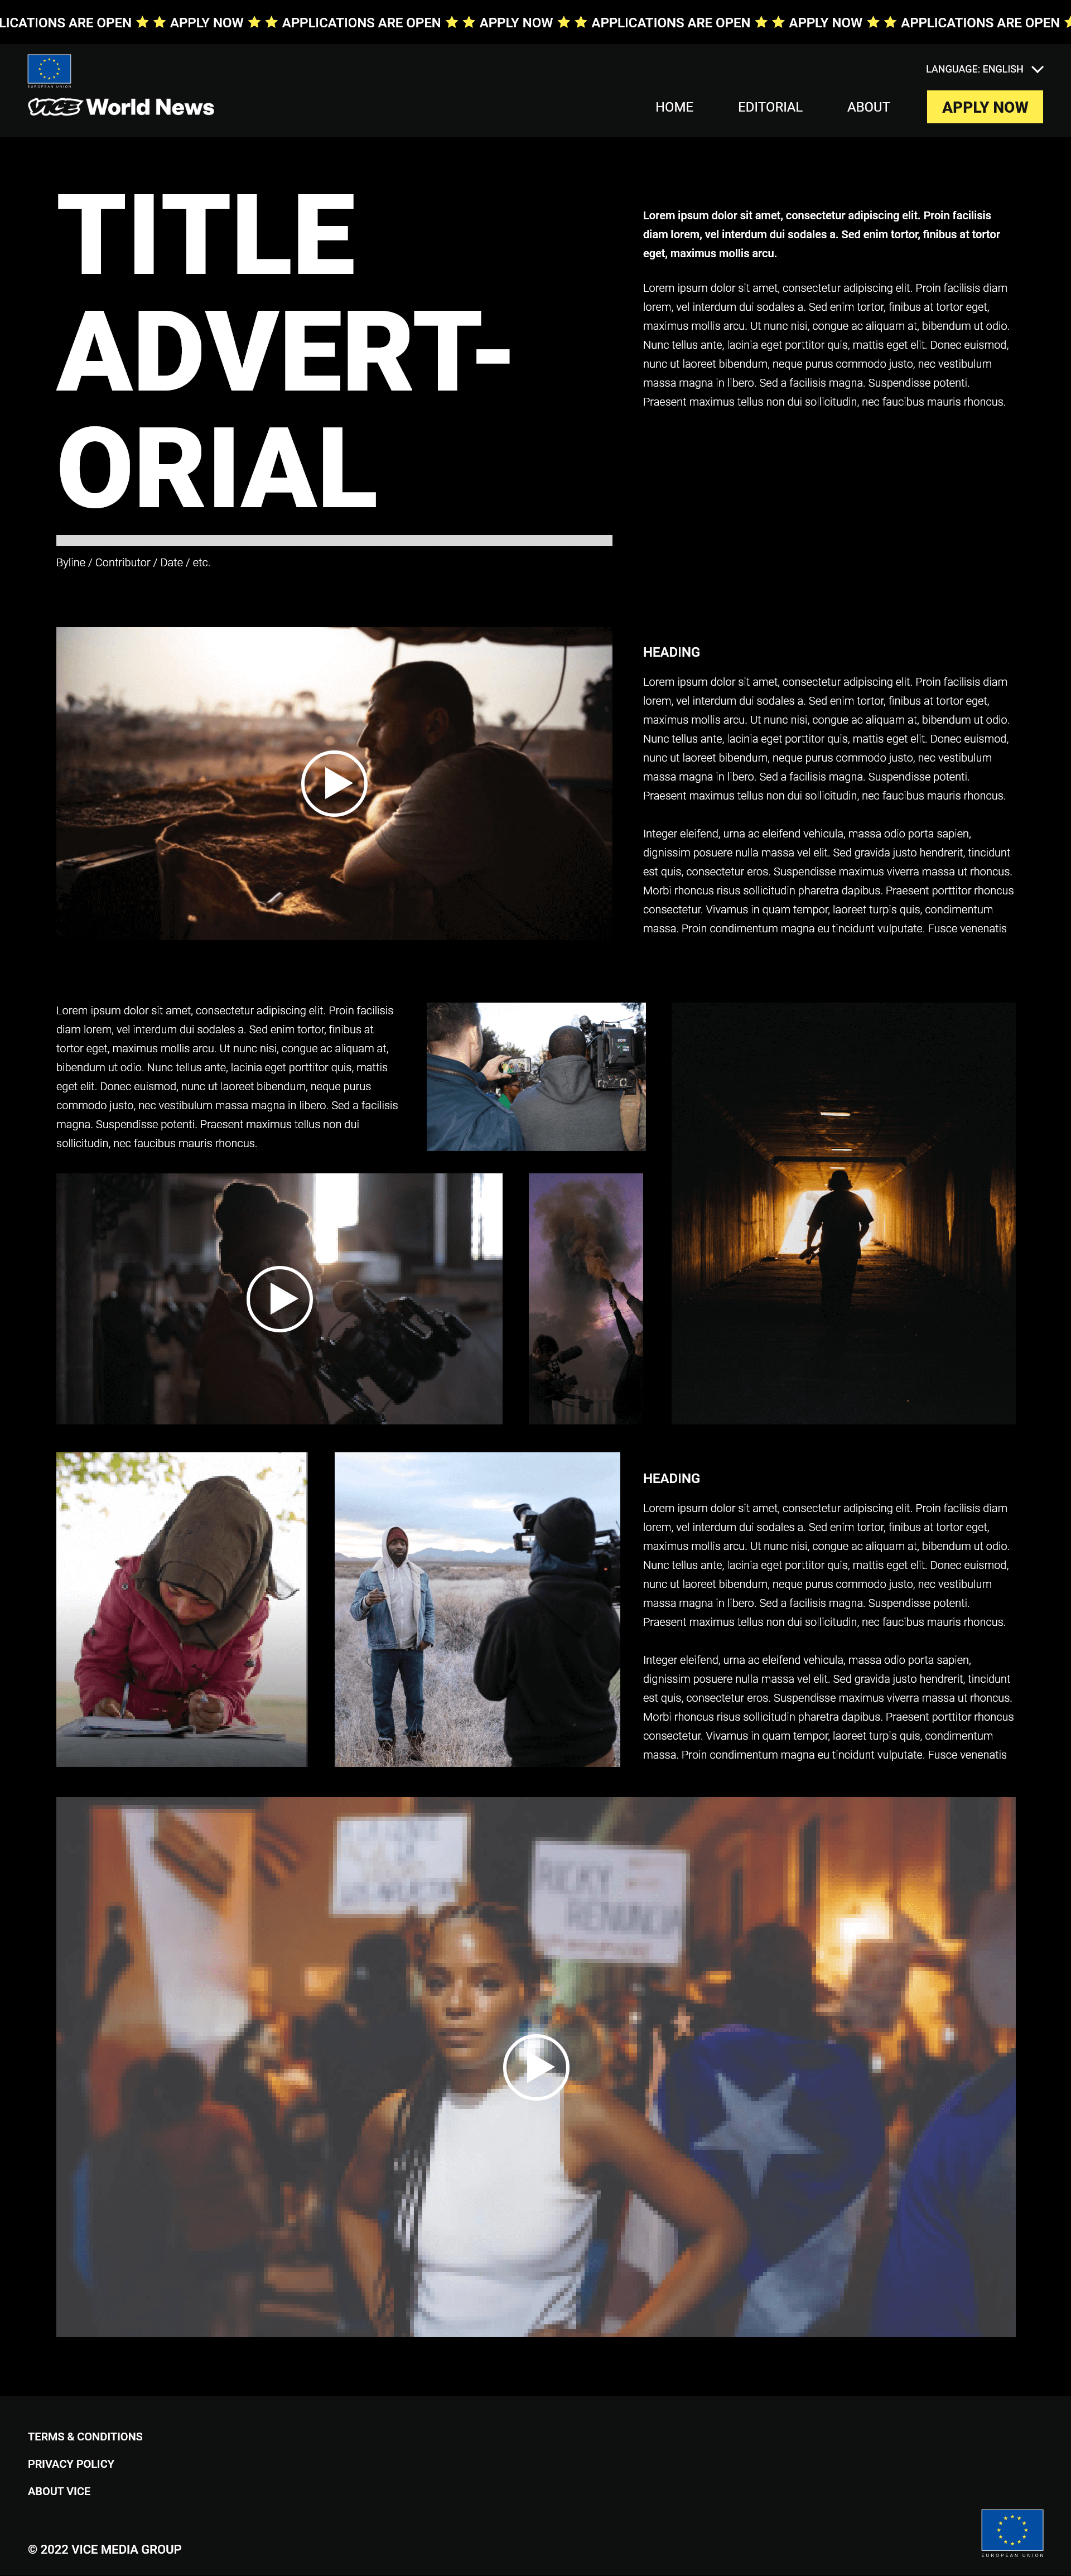 LICATIONS ARE OPEN ★ ★ APPLY NOW ★ ★ APPLICATIONS ARE OPEN ★ ★ APPLY NOW ★ ★ APPLICATIONS ARE OPEN ★ ★ APPLY NOW ★ ★ APPLICATIONS ARE OPEN ★
EUROPEAN UNION
LANGUAGE: ENGLISH
VICE World News
HOME EDITORIAL ABOUT APPLY NOW
TITLE
ADVERT-
ORIAL
Byline / Contributor / Date / etc.
Lorem ipsum dolor sit amet, consectetur adipiscing elit. Proin facilisis
diam lorem, vel interdum dui sodales a. Sed enim tortor, finibus at tortor
eget, maximus mollis arcu.
Lorem ipsum dolor sit amet, consectetur adipiscing elit. Proin facilisis diam
lorem, vel interdum dui sodales a. Sed enim tortor, finibus at tortor eget,
maximus mollis arcu. Ut nunc nisi, congue ac aliquam at, bibendum ut odio.
Nunc tellus ante, lacinia eget porttitor quis, mattis eget elit. Donec euismod,
nunc ut laoreet bibendum, neque purus commodo justo, nec vestibulum
massa magna in libero. Sed a facilisis magna. Suspendisse potenti.
Praesent maximus tellus non dui sollicitudin, nec faucibus mauris rhoncus.
HEADING
Lorem ipsum dolor sit amet, consectetur adipiscing elit. Proin facilisis diam
lorem, vel interdum dui sodales a. Sed enim tortor, finibus at tortor eget,
maximus mollis arcu. Ut nunc nisi, congue ac aliquam at, bibendum ut odio.
Nunc tellus ante, lacinia eget porttitor quis, mattis eget elit. Donec euismod,
nunc ut laoreet bibendum, neque purus commodo justo, nec vestibulum
massa magna in libero. Sed a facilisis magna. Suspendisse potenti.
Praesent maximus tellus non dui sollicitudin, nec faucibus mauris rhoncus.
Integer eleifend, urna ac eleifend vehicula, massa odio porta sapien,
dignissim posuere nulla massa vel elit. Sed gravida justo hendrerit, tincidunt
est quis, consectetur eros. Suspendisse maximus viverra massa ut rhoncus.
Morbi rhoncus risus sollicitudin pharetra dapibus. Praesent porttitor rhoncus
consectetur. Vivamus in quam tempor, laoreet turpis quis, condimentum
massa. Proin condimentum magna eu tincidunt vulputate. Fusce venenatis
Lorem ipsum dolor sit amet, consectetur adipiscing elit. Proin facilisis
diam lorem, vel interdum dui sodales a. Sed enim tortor, finibus at
tortor eget, maximus mollis arcu. Ut nunc nisi, congue ac aliquam at,
bibendum ut odio. Nunc tellus ante, lacinia eget porttitor quis, mattis
eget elit. Donec euismod, nunc ut laoreet bibendum, neque purus
commodo justo, nec vestibulum massa magna in libero. Sed a facilisis
magna. Suspendisse potenti. Praesent maximus tellus non dui
sollicitudin, nec faucibus mauris rhoncus.
HEADING
Lorem ipsum dolor sit amet, consectetur adipiscing elit. Proin facilisis diam
lorem, vel interdum dui sodales a. Sed enim tortor, finibus at tortor eget,
maximus mollis arcu. Ut nunc nisi, congue ac aliquam at, bibendum ut odio.
Nunc tellus ante, lacinia eget porttitor quis, mattis eget elit. Donec euismod,
nunc ut laoreet bibendum, neque purus commodo justo, nec vestibulum
massa magna in libero. Sed a facilisis magna. Suspendisse potenti.
Praesent maximus tellus non dui sollicitudin, nec faucibus mauris rhoncus.
Integer eleifend, urna ac eleifend vehicula, massa odio porta sapien,
dignissim posuere nulla massa vel elit. Sed gravida justo hendrerit, tincidunt
est quis, consectetur eros. Suspendisse maximus viverra massa ut rhoncus.
Morbi rhoncus risus sollicitudin pharetra dapibus. Praesent porttitor rhoncus
consectetur. Vivamus in quam tempor, laoreet turpis quis, condimentum
massa. Proin condimentum magna eu tincidunt vulputate. Fusce venenatis
TERMS & CONDITIONS
PRIVACY POLICY
ABOUT VICE
© 2022 VICE MEDIA GROUP
EUROPEAN UNION